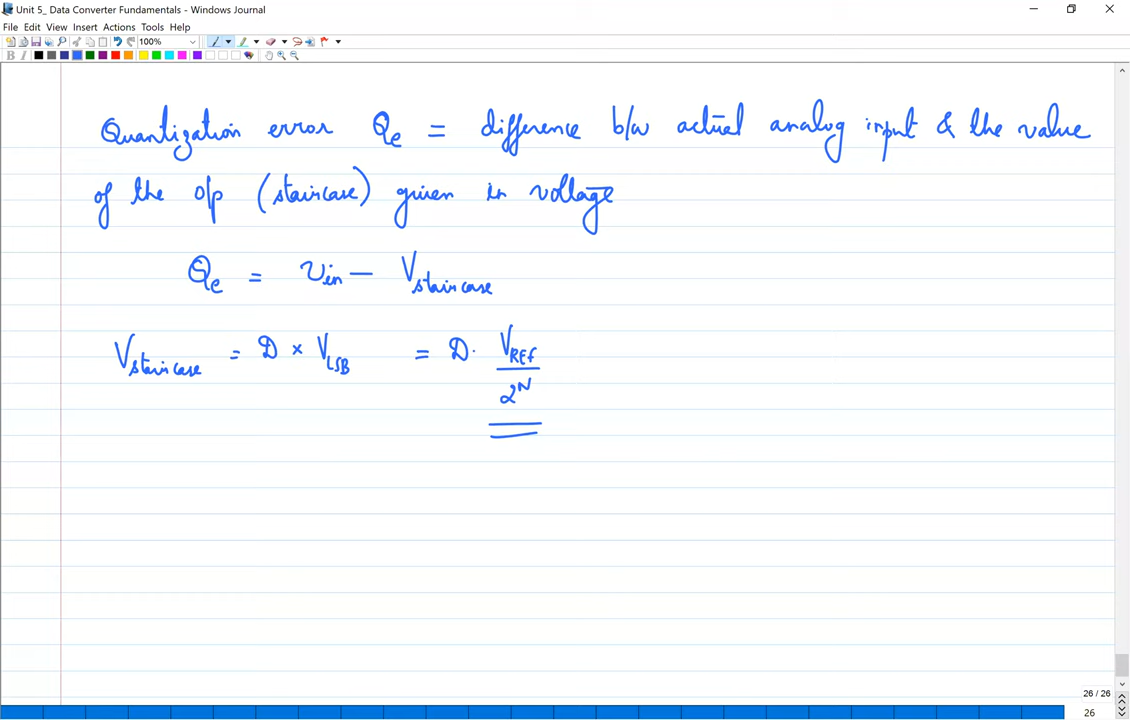 Unit 5_ Data Converter Fundamentals - Windows Journal
File Edit View Insert Actions Tools Help
100%
B I
Quantization error Qe = difference b/w actual analog input & the value
of the o/p (staircase) given in voltage
Qe = vin - Vstaircase
Vstaircase = D × VLSB = D. VREF / 2^N
26 / 26
26